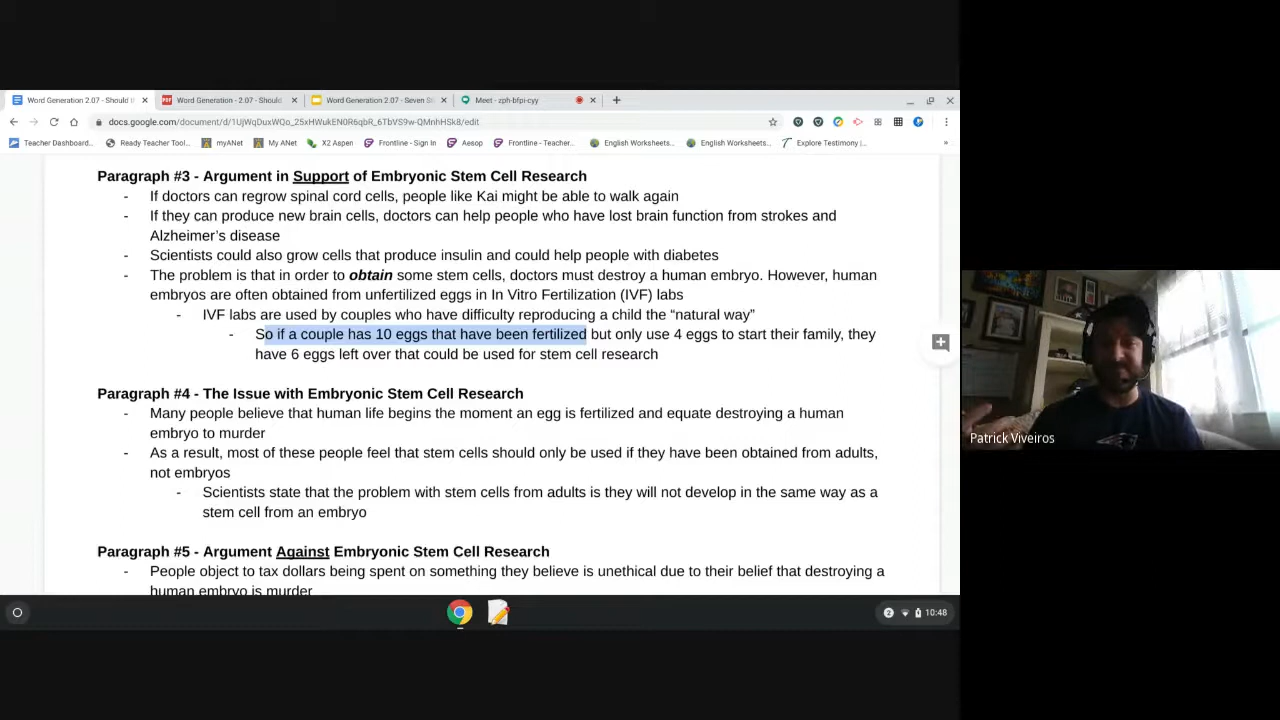 Word Generation 2.07 - Should t
Word Generation - 2.07 - Should
Word Generation 2.07 - Seven S
Meet - zph-bfpi-cyy
docs.google.com/document/d/1UjWqDuxWQo_25xHWukEN0R6qbR_6TbVS9w-QMnhHSk8/edit
Teacher Dashboard...
Ready Teacher Tool...
myANet
My ANet
X2 Aspen
Frontline - Sign In
Aesop
Frontline - Teacher...
English Worksheets...
English Worksheets...
Explore Testimony |...
»
Paragraph #3 - Argument in Support of Embryonic Stem Cell Research
- If doctors can regrow spinal cord cells, people like Kai might be able to walk again
- If they can produce new brain cells, doctors can help people who have lost brain function from strokes and
Alzheimer's disease
- Scientists could also grow cells that produce insulin and could help people with diabetes
- The problem is that in order to obtain some stem cells, doctors must destroy a human embryo. However, human
embryos are often obtained from unfertilized eggs in In Vitro Fertilization (IVF) labs
- IVF labs are used by couples who have difficulty reproducing a child the “natural way”
- So if a couple has 10 eggs that have been fertilized but only use 4 eggs to start their family, they
have 6 eggs left over that could be used for stem cell research
Paragraph #4 - The Issue with Embryonic Stem Cell Research
- Many people believe that human life begins the moment an egg is fertilized and equate destroying a human
embryo to murder
- As a result, most of these people feel that stem cells should only be used if they have been obtained from adults,
not embryos
- Scientists state that the problem with stem cells from adults is they will not develop in the same way as a
stem cell from an embryo
Paragraph #5 - Argument Against Embryonic Stem Cell Research
- People object to tax dollars being spent on something they believe is unethical due to their belief that destroying a
human embryo is murder
Patrick Viveiros
2
10:48